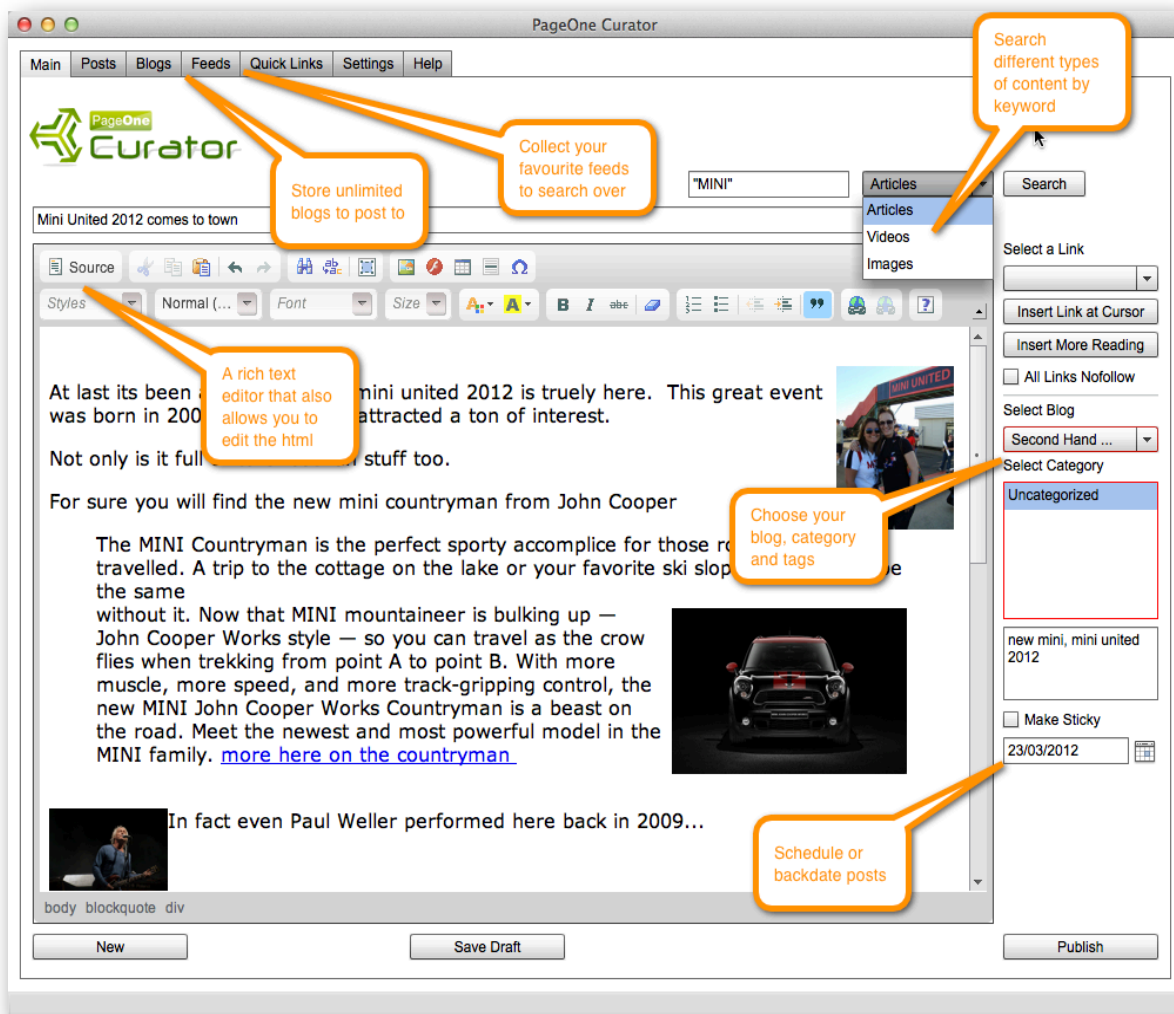 PageOne Curator
Main Posts Blogs Feeds Quick Links Settings Help
Search
different types
of content by
keyword
PageOne
Curator
Collect your
favourite feeds
to search over
Store unlimited
blogs to post to
"MINI"
Articles
Search
Articles
Videos
Images
Mini United 2012 comes to town
Source
Styles
Normal (...
Font
Size
Select a Link
Insert Link at Cursor
Insert More Reading
All Links Nofollow
Select Blog
Second Hand ...
Select Category
Uncategorized
new mini, mini united
2012
Make Sticky
23/03/2012
A rich text
editor that also
allows you to
edit the html
At last its been mini united 2012 is truely here. This great event
was born in 200 attracted a ton of interest.
MINI UNITED
Not only is it full stuff too.
For sure you will find the new mini countryman from John Cooper
Choose your
blog, category
and tags
The MINI Countryman is the perfect sporty accomplice for those
travelled. A trip to the cottage on the lake or your favorite ski be
the same
without it. Now that MINI mountaineer is bulking up —
John Cooper Works style — so you can travel as the crow
flies when trekking from point A to point B. With more
muscle, more speed, and more track-gripping control, the
new MINI John Cooper Works Countryman is a beast on
the road. Meet the newest and most powerful model in the
MINI family. more here on the countryman
In fact even Paul Weller performed here back in 2009...
Schedule or
backdate posts
body blockquote div
New
Save Draft
Publish